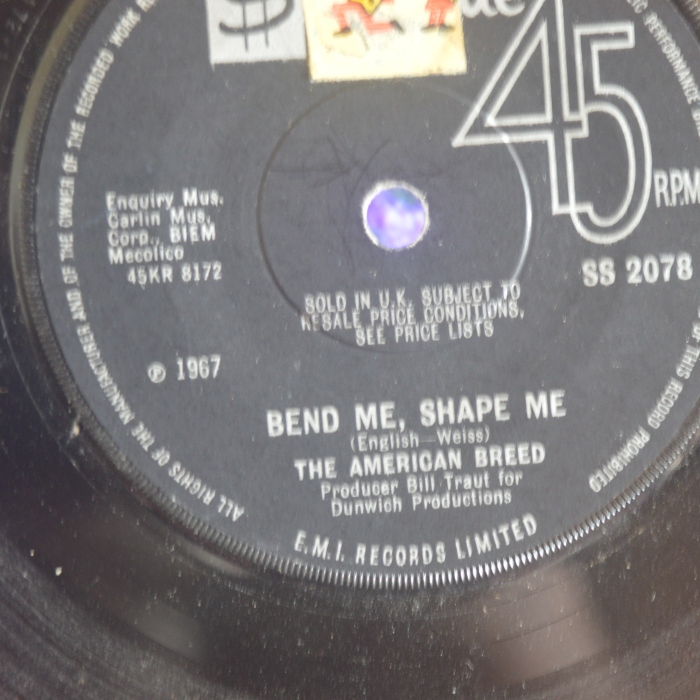 45
RPM
Enquiry Mus.
Carlin Mus.
Corp., BIEM
Mecolico
45KR 8172
SS 2078
SOLD IN U.K. SUBJECT TO
RESALE PRICE CONDITIONS,
SEE PRICE LISTS
℗ 1967
BEND ME, SHAPE ME
(English—Weiss)
THE AMERICAN BREED
Producer Bill Traut for
Dunwich Productions
E.M.I. RECORDS LIMITED
ALL RIGHTS OF THE MANUFACTURER AND OF THE OWNER OF THE RECORDED WORK
PERFORMANCE
OF THIS RECORD PROHIBITED